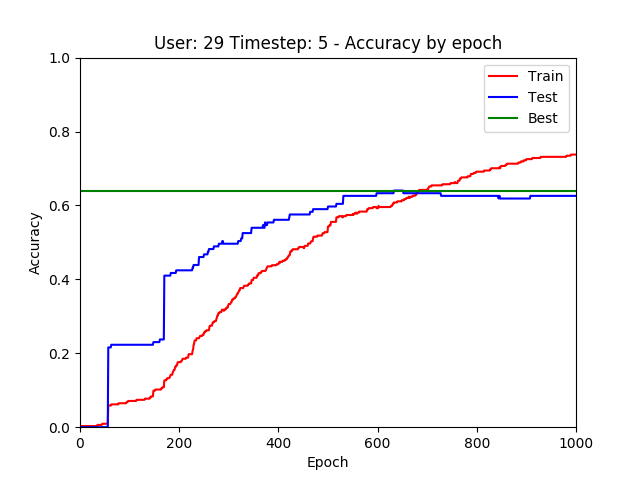 User: 29 Timestep: 5 - Accuracy by epoch
1.0
0.8
0.6
0.4
0.2
0.0
Accuracy
Train
Test
Best
0 200 400 600 800 1000
Epoch